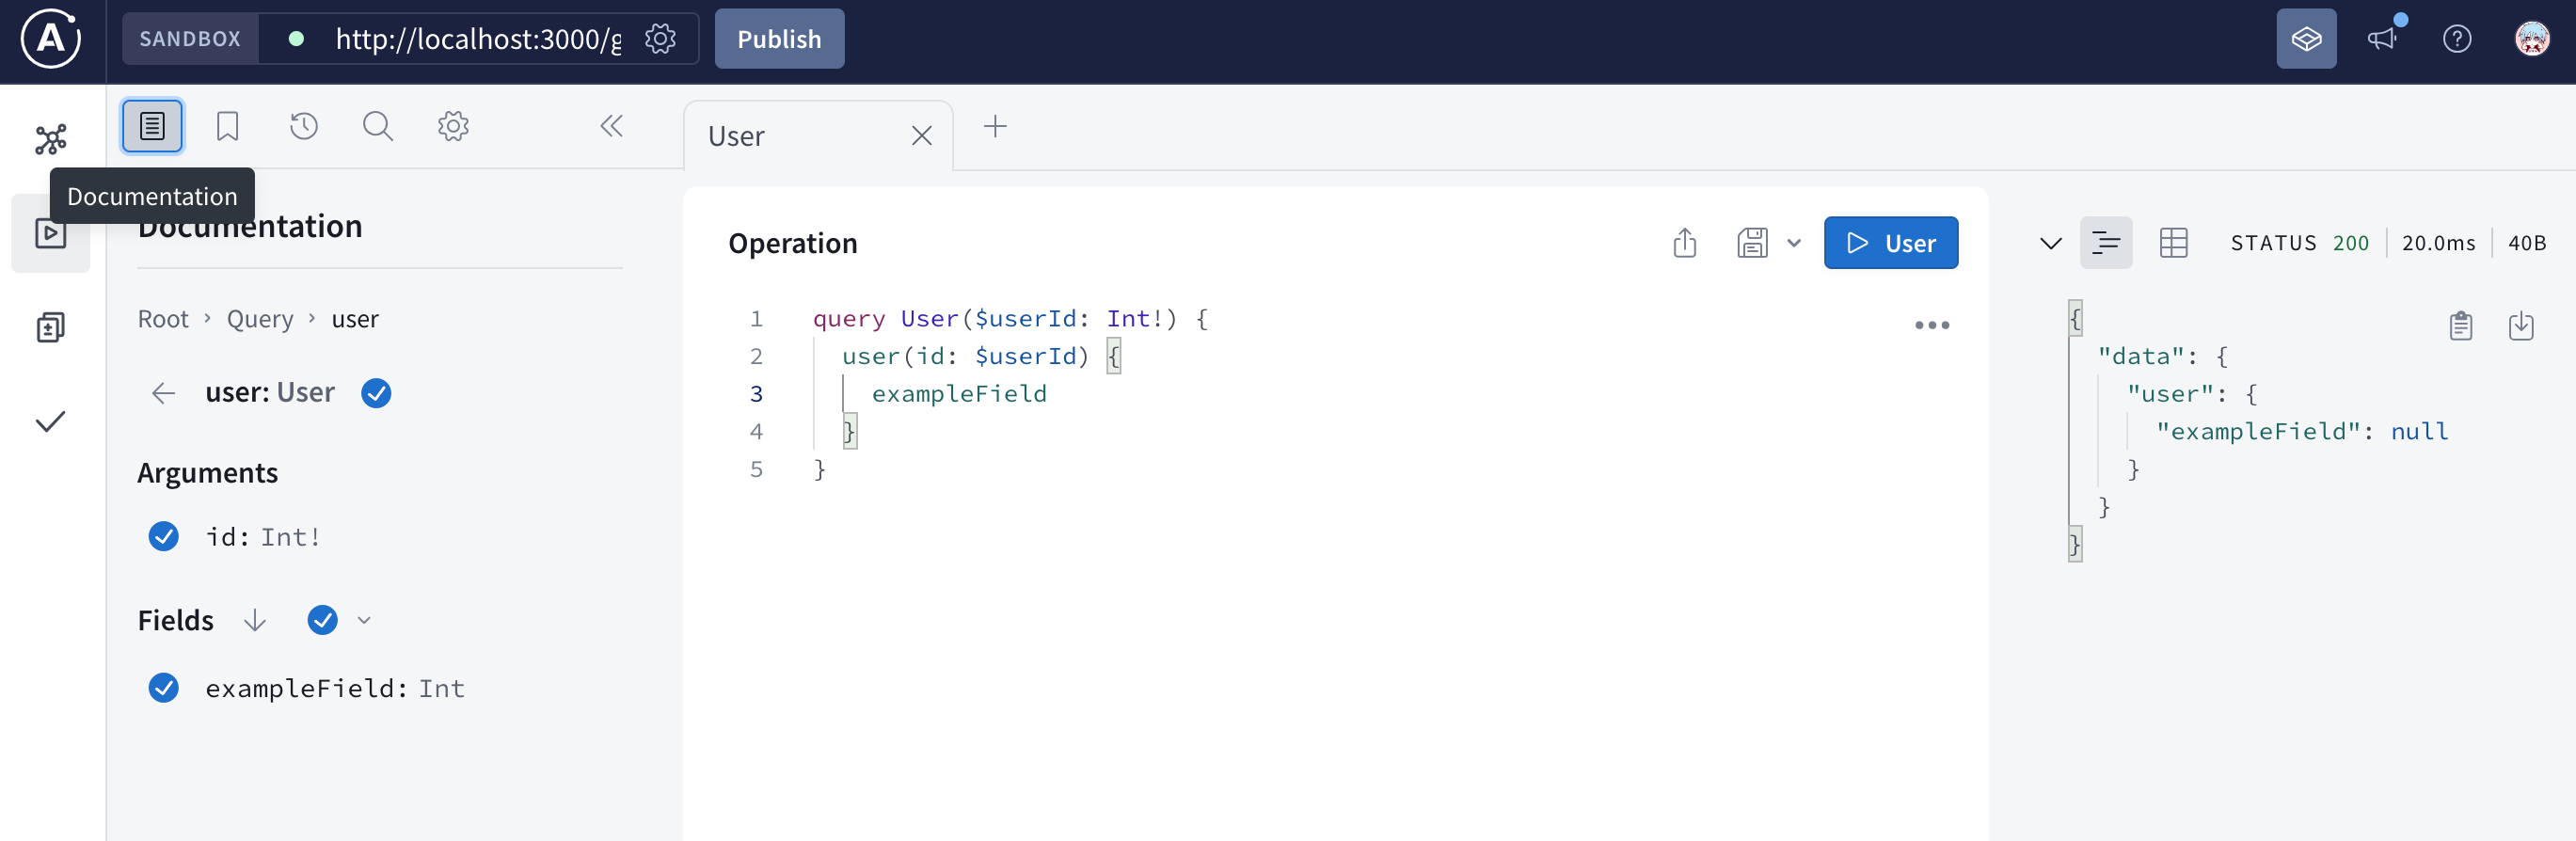 SANDBOX
http://localhost:3000/g
Publish
Documentation
Documentation
Root › Query › user
user: User
Arguments
id: Int!
Fields
exampleField: Int
User
Operation
User
1 query User($userId: Int!) {
2 user(id: $userId) {
3 exampleField
4 }
5 }
STATUS 200 20.0ms 40B
{
"data": {
"user": {
"exampleField": null
}
}
}